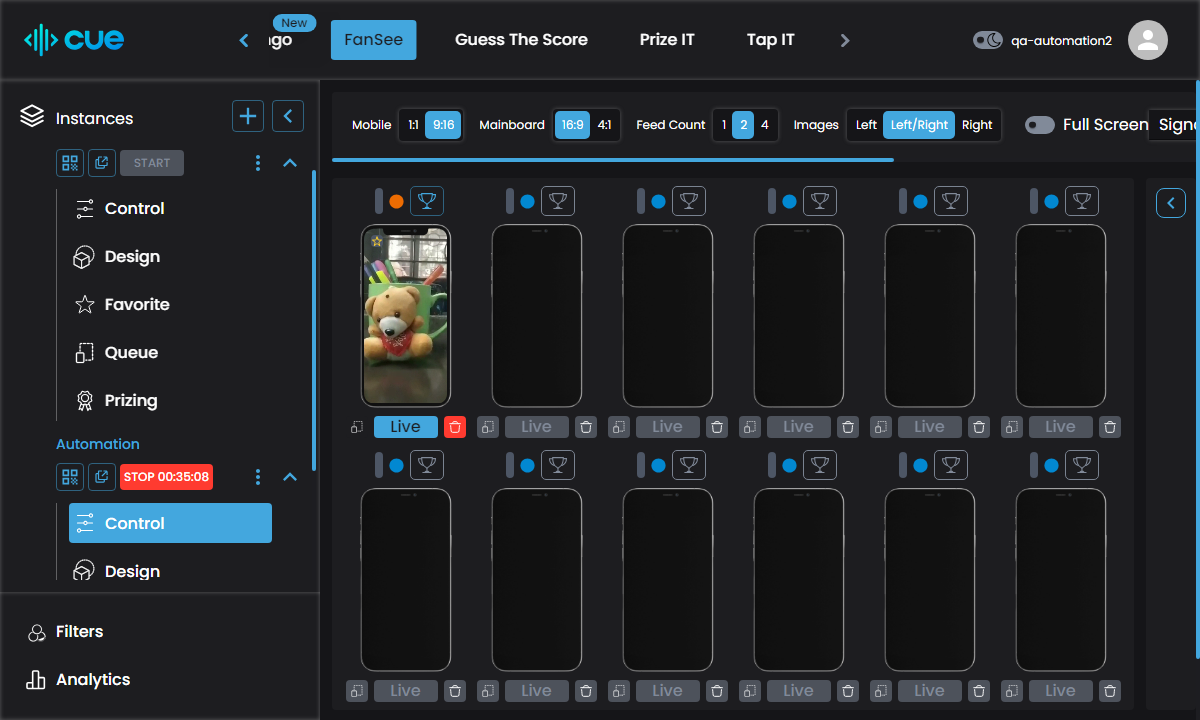 cue
New
FanSee
Guess The Score
Prize IT
Tap IT
qa-automation2
Instances
START
Control
Design
Favorite
Queue
Prizing
Automation
STOP 00:35:08
Control
Design
Filters
Analytics
Mobile 1:1 9:16 Mainboard 16:9 4:1 Feed Count 1 2 4 Images Left Left/Right Right Full Screen
Live Live Live Live Live Live
Live Live Live Live Live Live